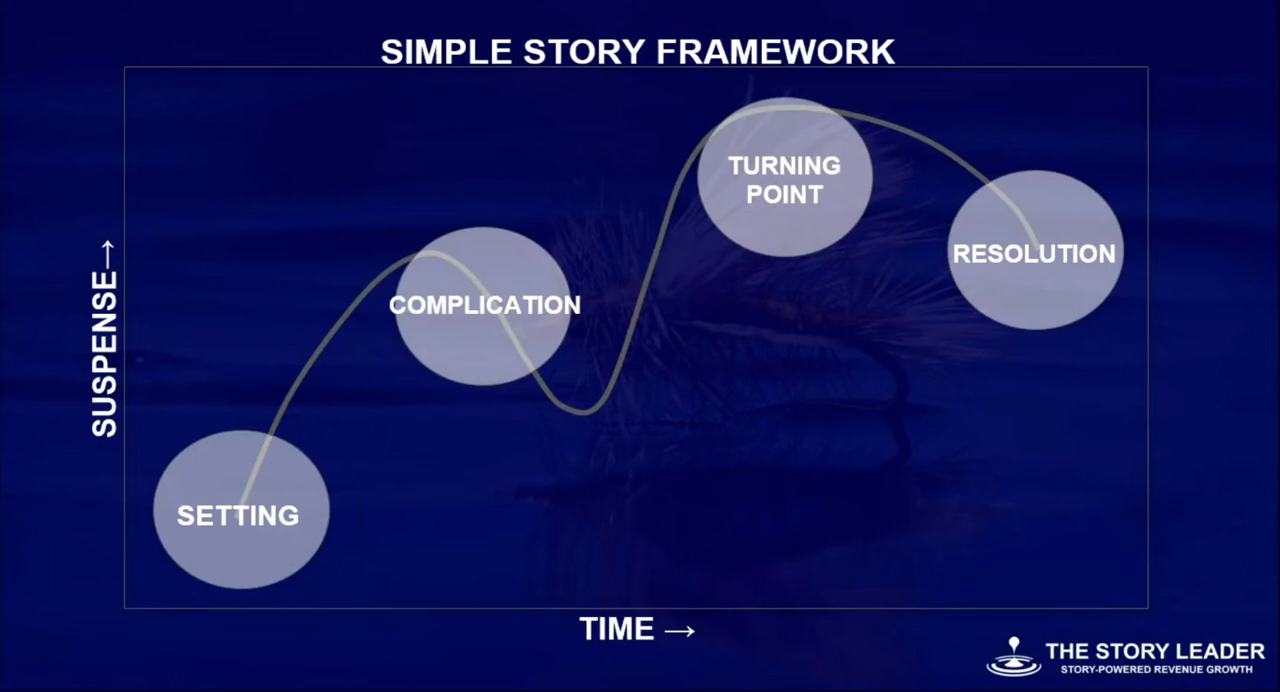 SIMPLE STORY FRAMEWORK
TURNING
POINT
RESOLUTION
COMPLICATION
SUSPENSE→
SETTING
TIME →
THE STORY LEADER
STORY-POWERED REVENUE GROWTH